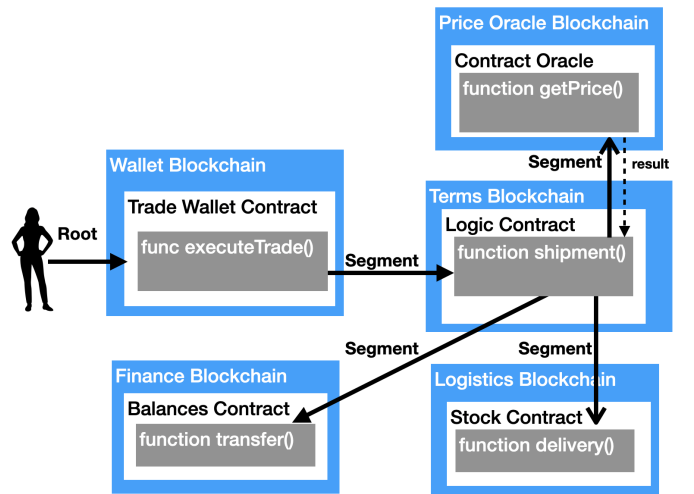 Price Oracle Blockchain
Contract Oracle
function getPrice()
Segment
result
Wallet Blockchain
Trade Wallet Contract
func executeTrade()
Root
Segment
Terms Blockchain
Logic Contract
function shipment()
Segment
Segment
Finance Blockchain
Balances Contract
function transfer()
Logistics Blockchain
Stock Contract
function delivery()